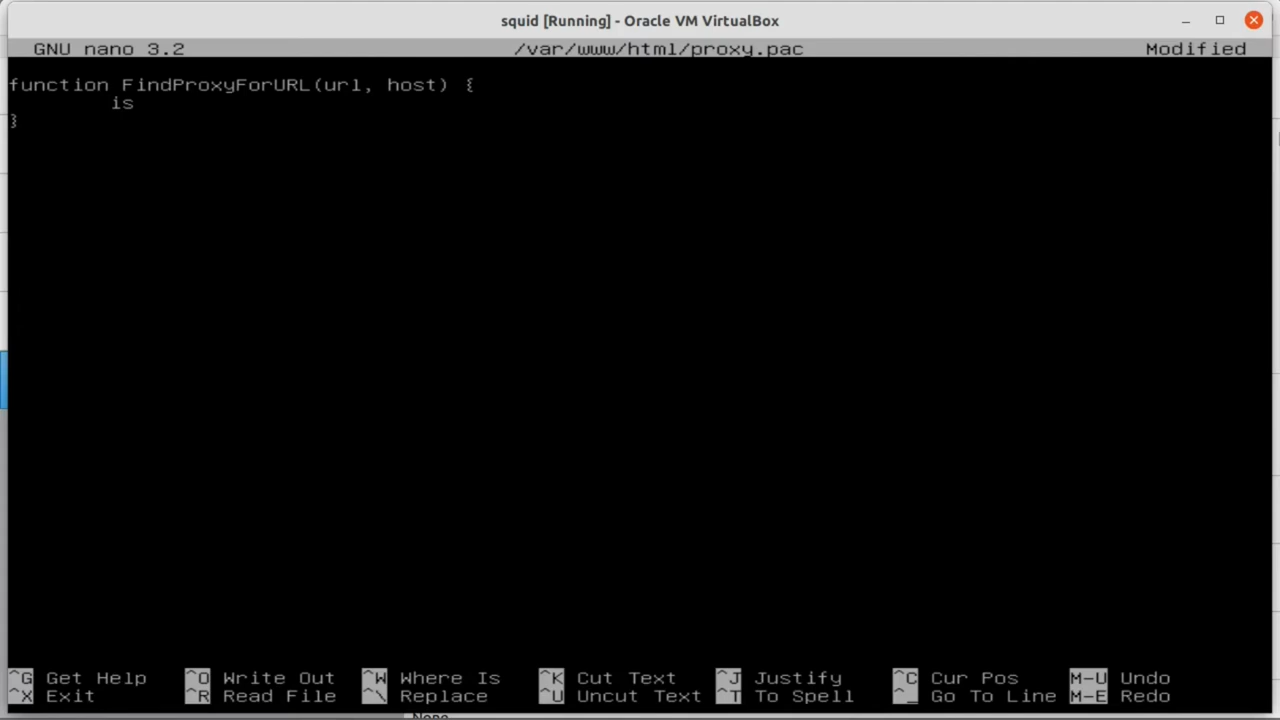 squid [Running] - Oracle VM VirtualBox
GNU nano 3.2 /var/www/html/proxy.pac Modified
function FindProxyForURL(url, host) {
is
}
^G Get Help ^O Write Out ^W Where Is ^K Cut Text ^J Justify ^C Cur Pos M-U Undo
^X Exit ^R Read File ^\ Replace ^U Uncut Text ^T To Spell ^_ Go To Line M-E Redo
None